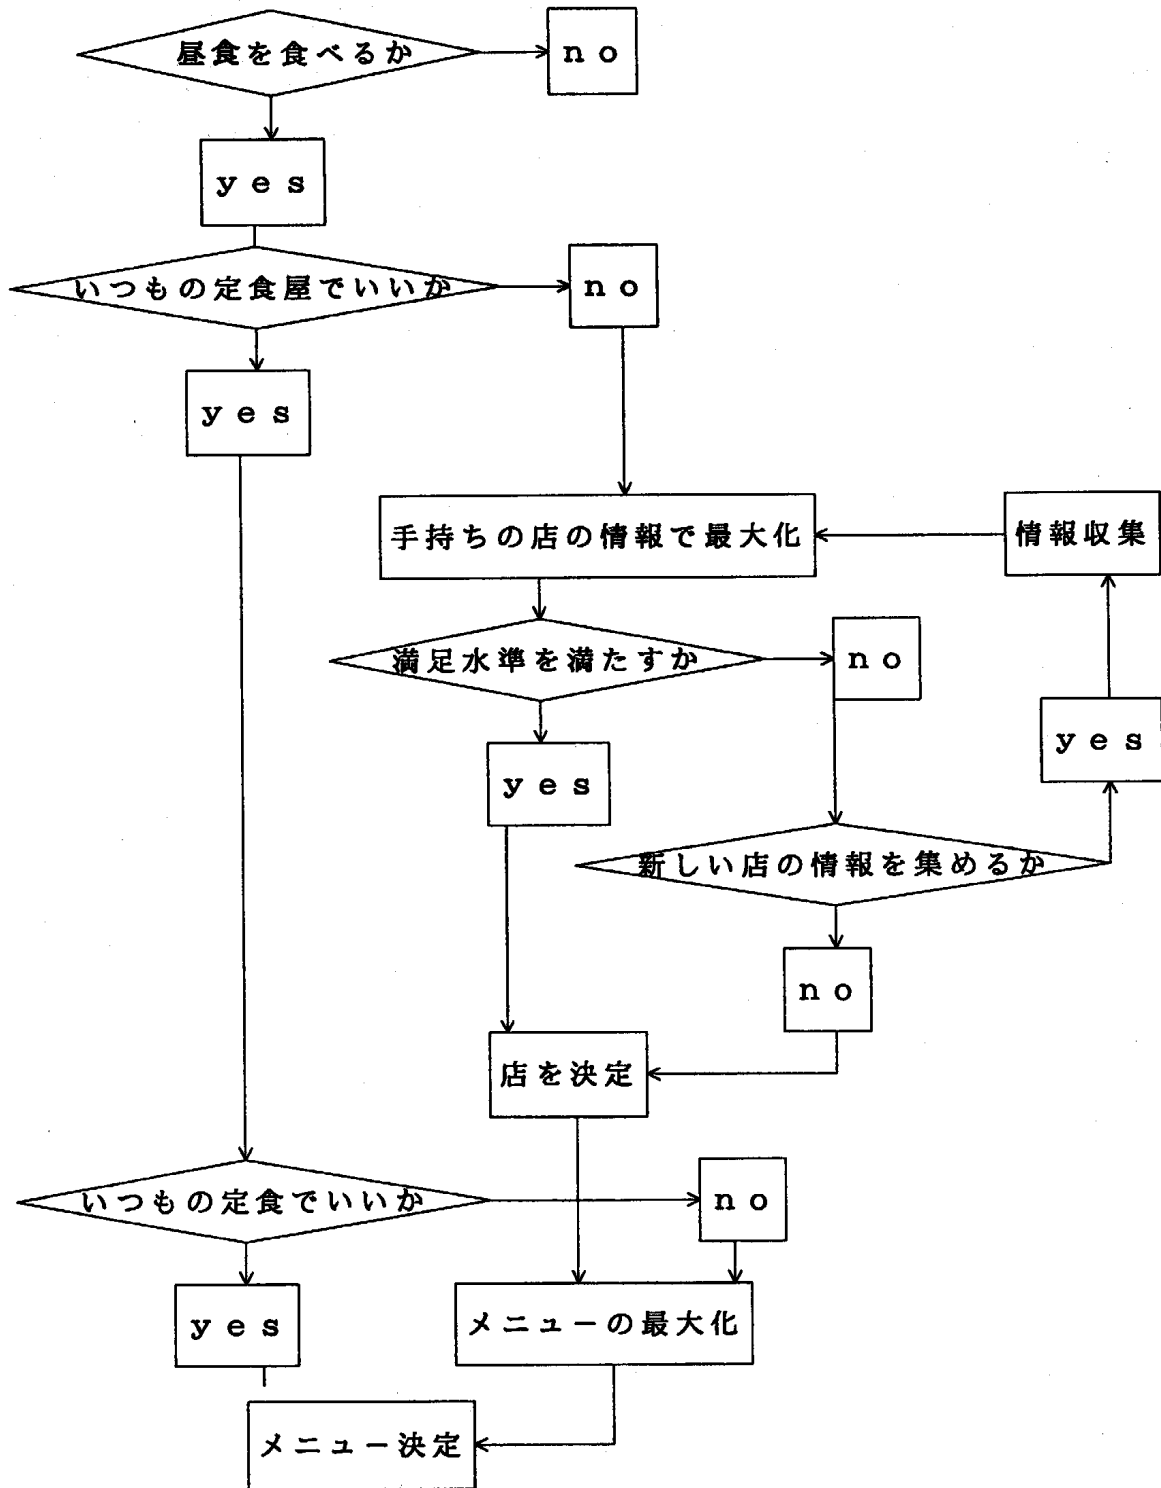 昼食を食べるか
no
yes
いつもの定食屋でいいか
no
yes
手持ちの店の情報で最大化
情報収集
満足水準を満たすか
no
yes
yes
新しい店の情報を集めるか
no
店を決定
いつもの定食でいいか
no
yes
メニューの最大化
メニュー決定